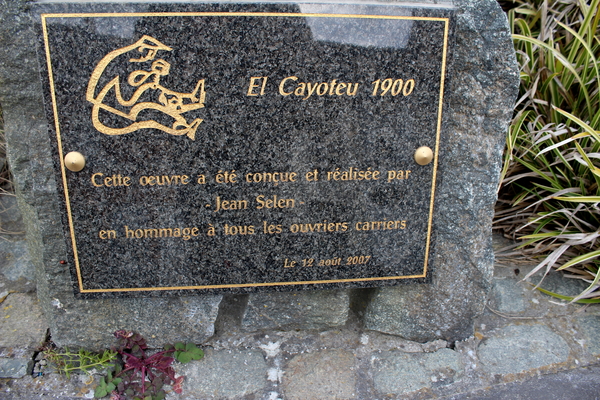 El Cayoteu 1900
Cette oeuvre a été conçue et réalisée par
- Jean Selen -
en hommage à tous les ouvriers carriers
Le 12 août 2007